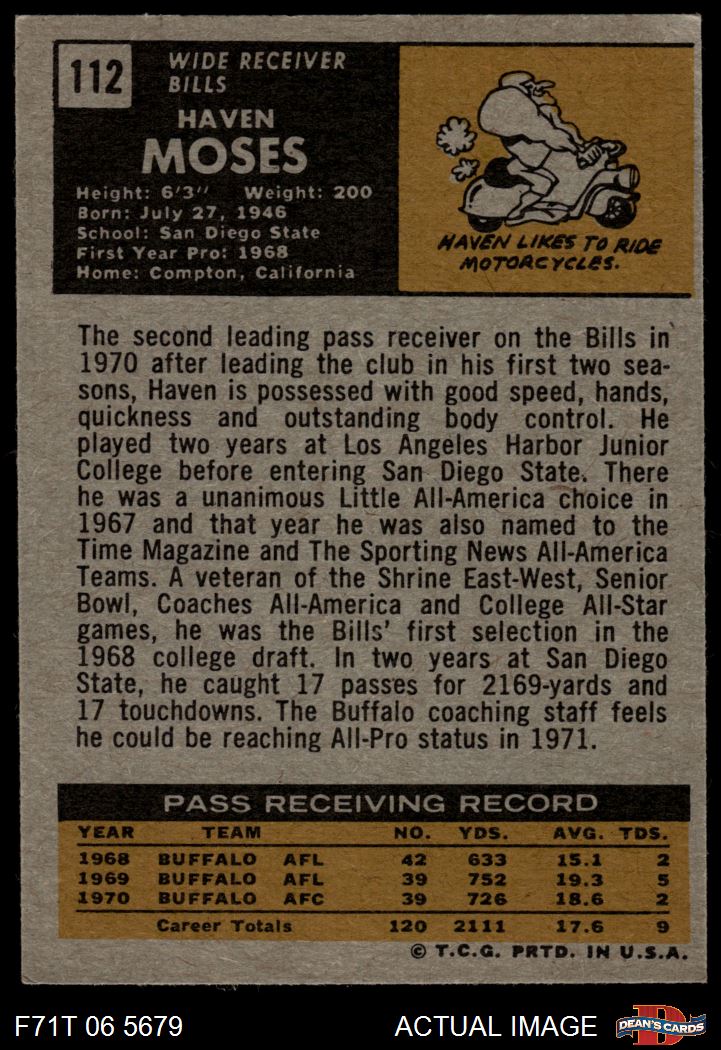 112
WIDE RECEIVER
BILLS
HAVEN
MOSES
Height: 6'3" Weight: 200
Born: July 27, 1946
School: San Diego State
First Year Pro: 1968
Home: Compton, California
HAVEN LIKES TO RIDE
MOTORCYCLES.
The second leading pass receiver on the Bills in
1970 after leading the club in his first two sea-
sons, Haven is possessed with good speed, hands,
quickness and outstanding body control. He
played two years at Los Angeles Harbor Junior
College before entering San Diego State. There
he was a unanimous Little All-America choice in
1967 and that year he was also named to the
Time Magazine and The Sporting News All-America
Teams. A veteran of the Shrine East-West, Senior
Bowl, Coaches All-America and College All-Star
games, he was the Bills' first selection in the
1968 college draft. In two years at San Diego
State, he caught 17 passes for 2169-yards and
17 touchdowns. The Buffalo coaching staff feels
he could be reaching All-Pro status in 1971.
PASS RECEIVING RECORD
YEAR TEAM NO. YDS. AVG. TDS.
1968 BUFFALO AFL 42 633 15.1 2
1969 BUFFALO AFL 39 752 19.3 5
1970 BUFFALO AFC 39 726 18.6 2
Career Totals 120 2111 17.6 9
© T.C.G. PRTD. IN U.S.A.
F71T 06 5679 ACTUAL IMAGE D DEAN'S CARDS